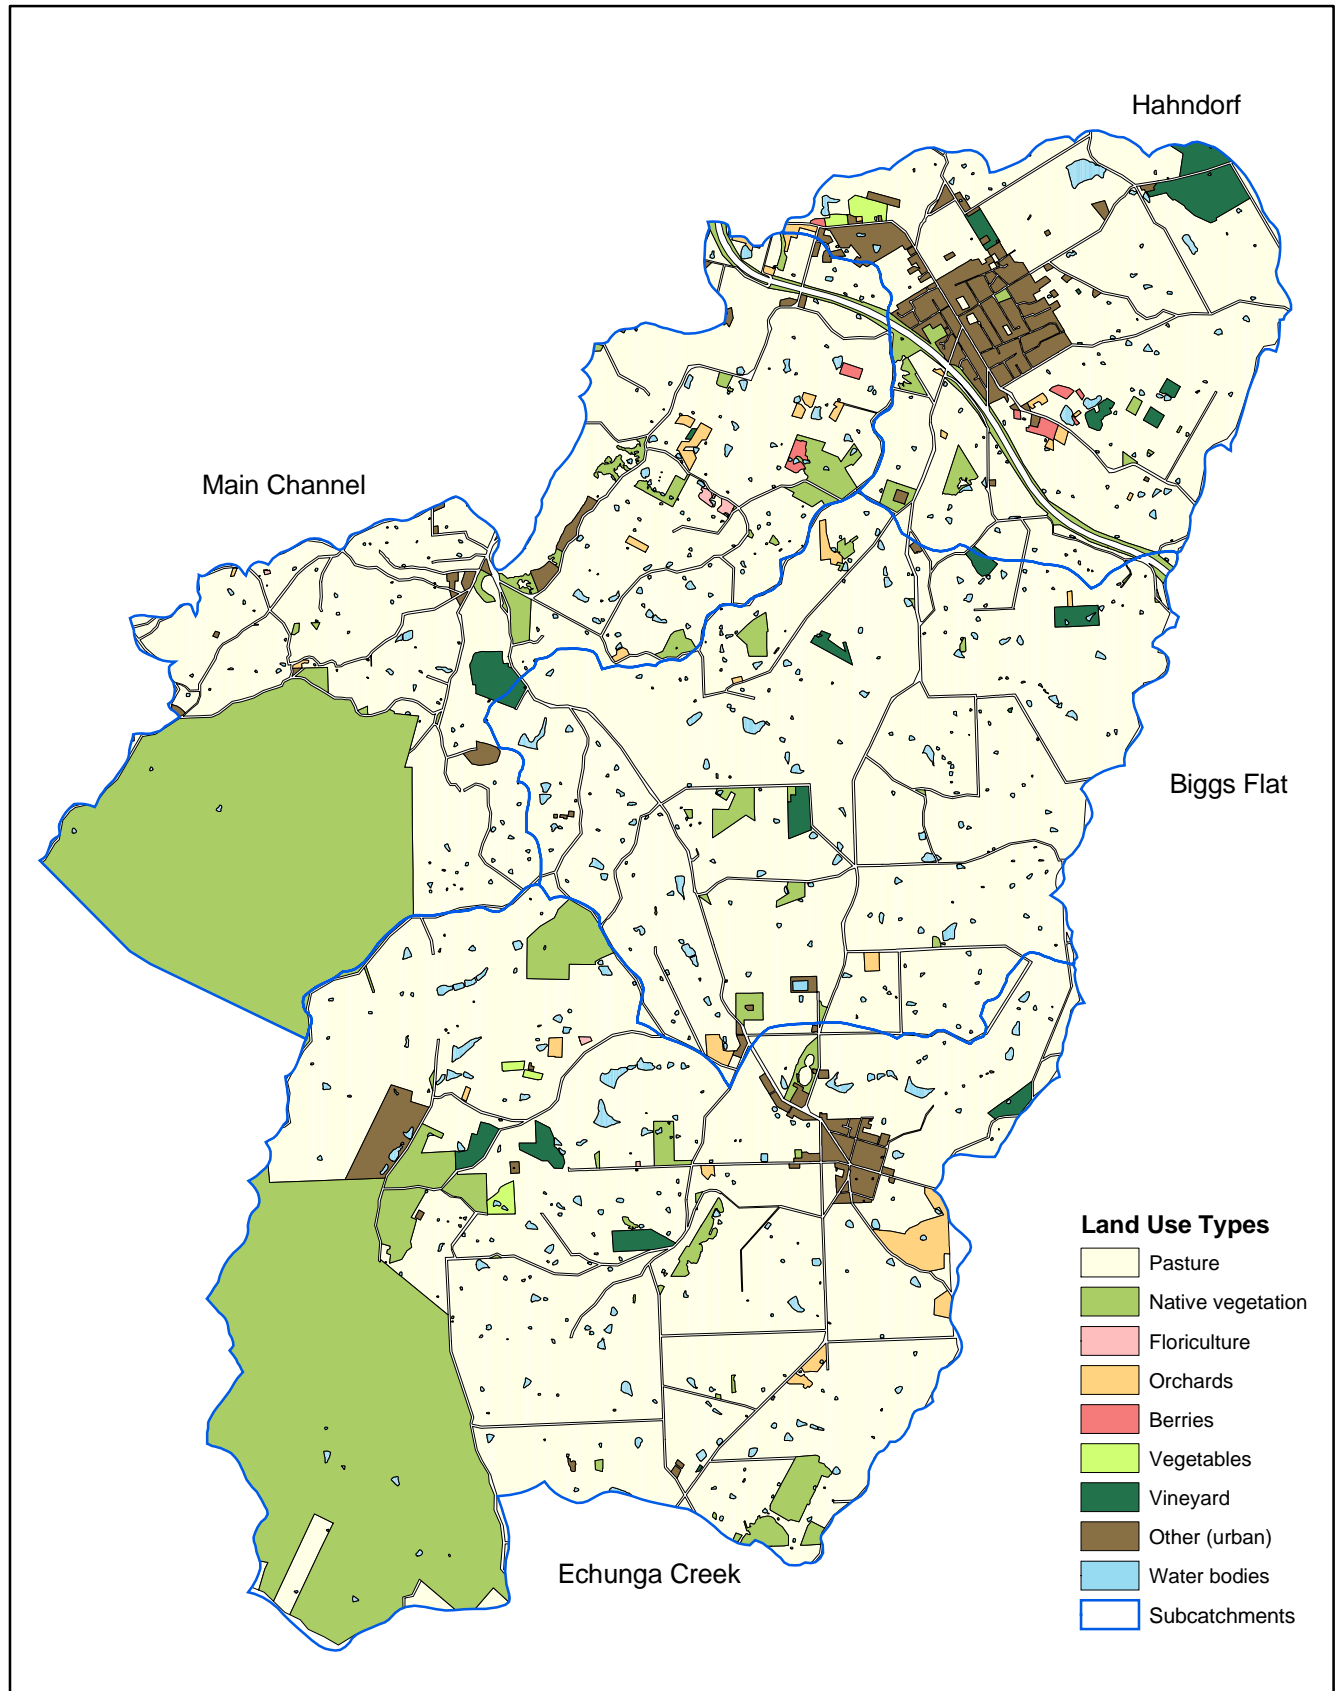 Hahndorf
Main Channel
Biggs Flat
Echunga Creek
Land Use Types
Pasture
Native vegetation
Floriculture
Orchards
Berries
Vegetables
Vineyard
Other (urban)
Water bodies
Subcatchments